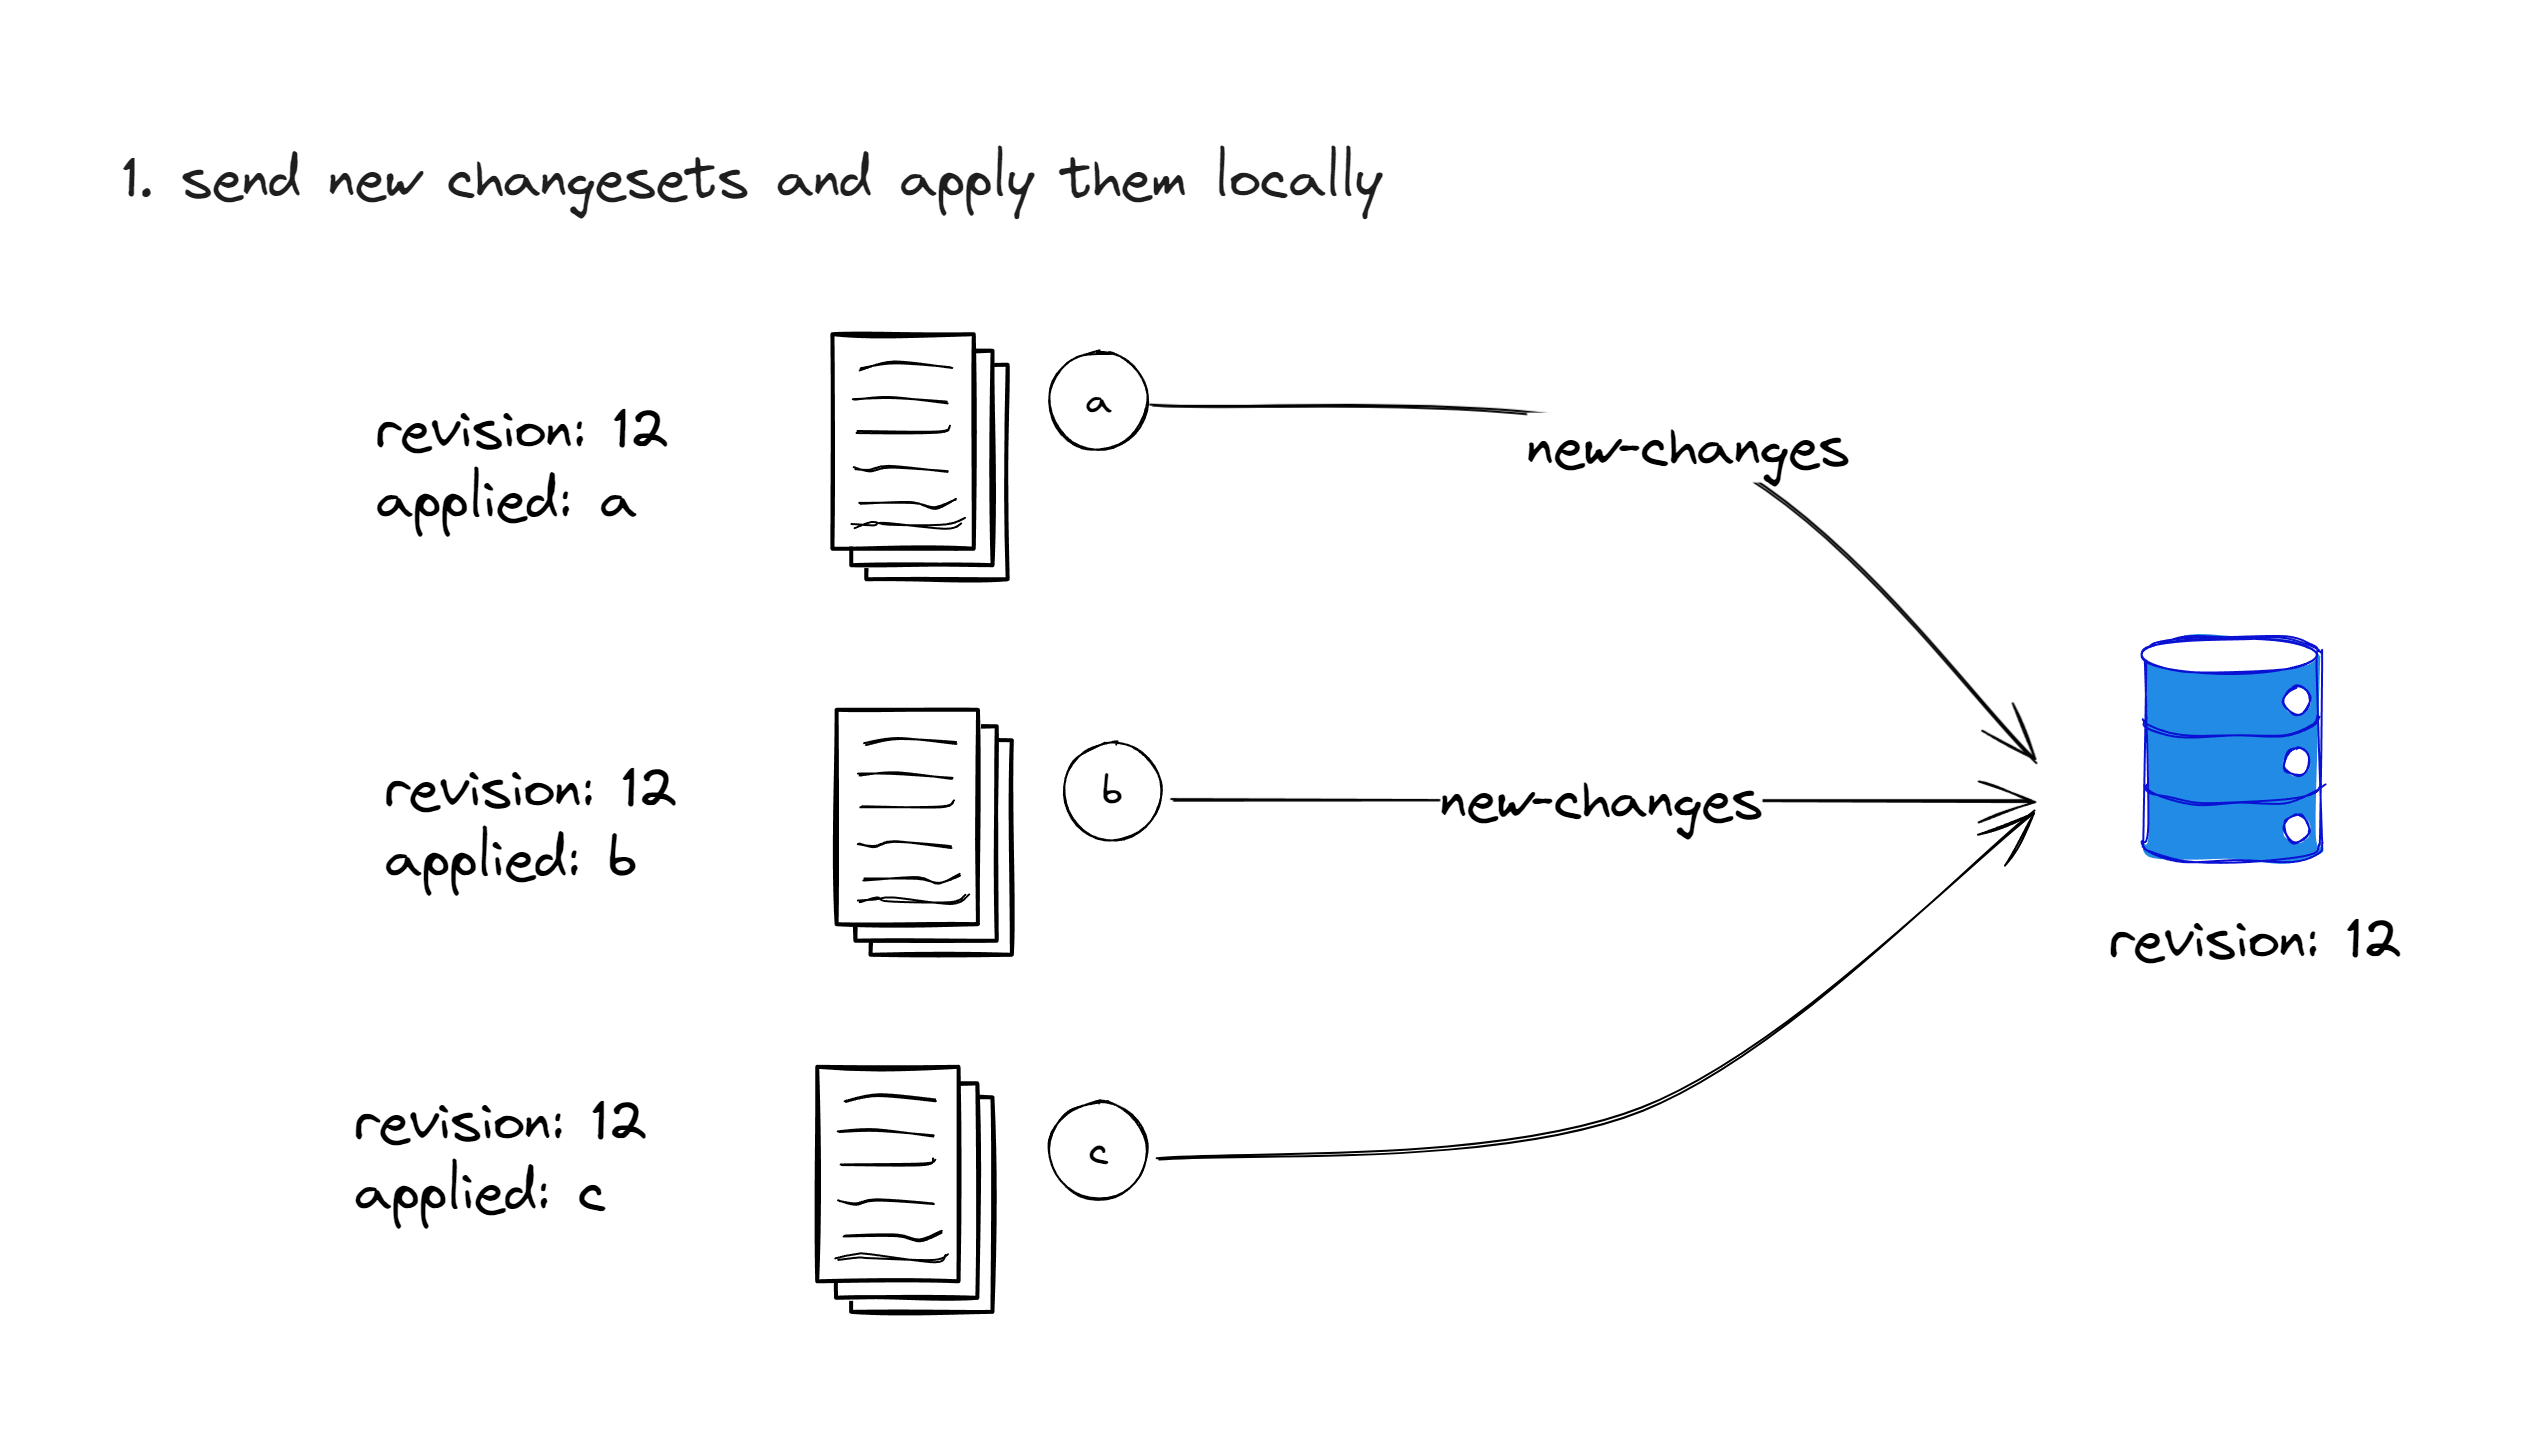 1. send new changesets and apply them locally
a
new-changes
revision: 12
applied: a
b
new-changes
revision: 12
applied: b
revision: 12
c
revision: 12
applied: c